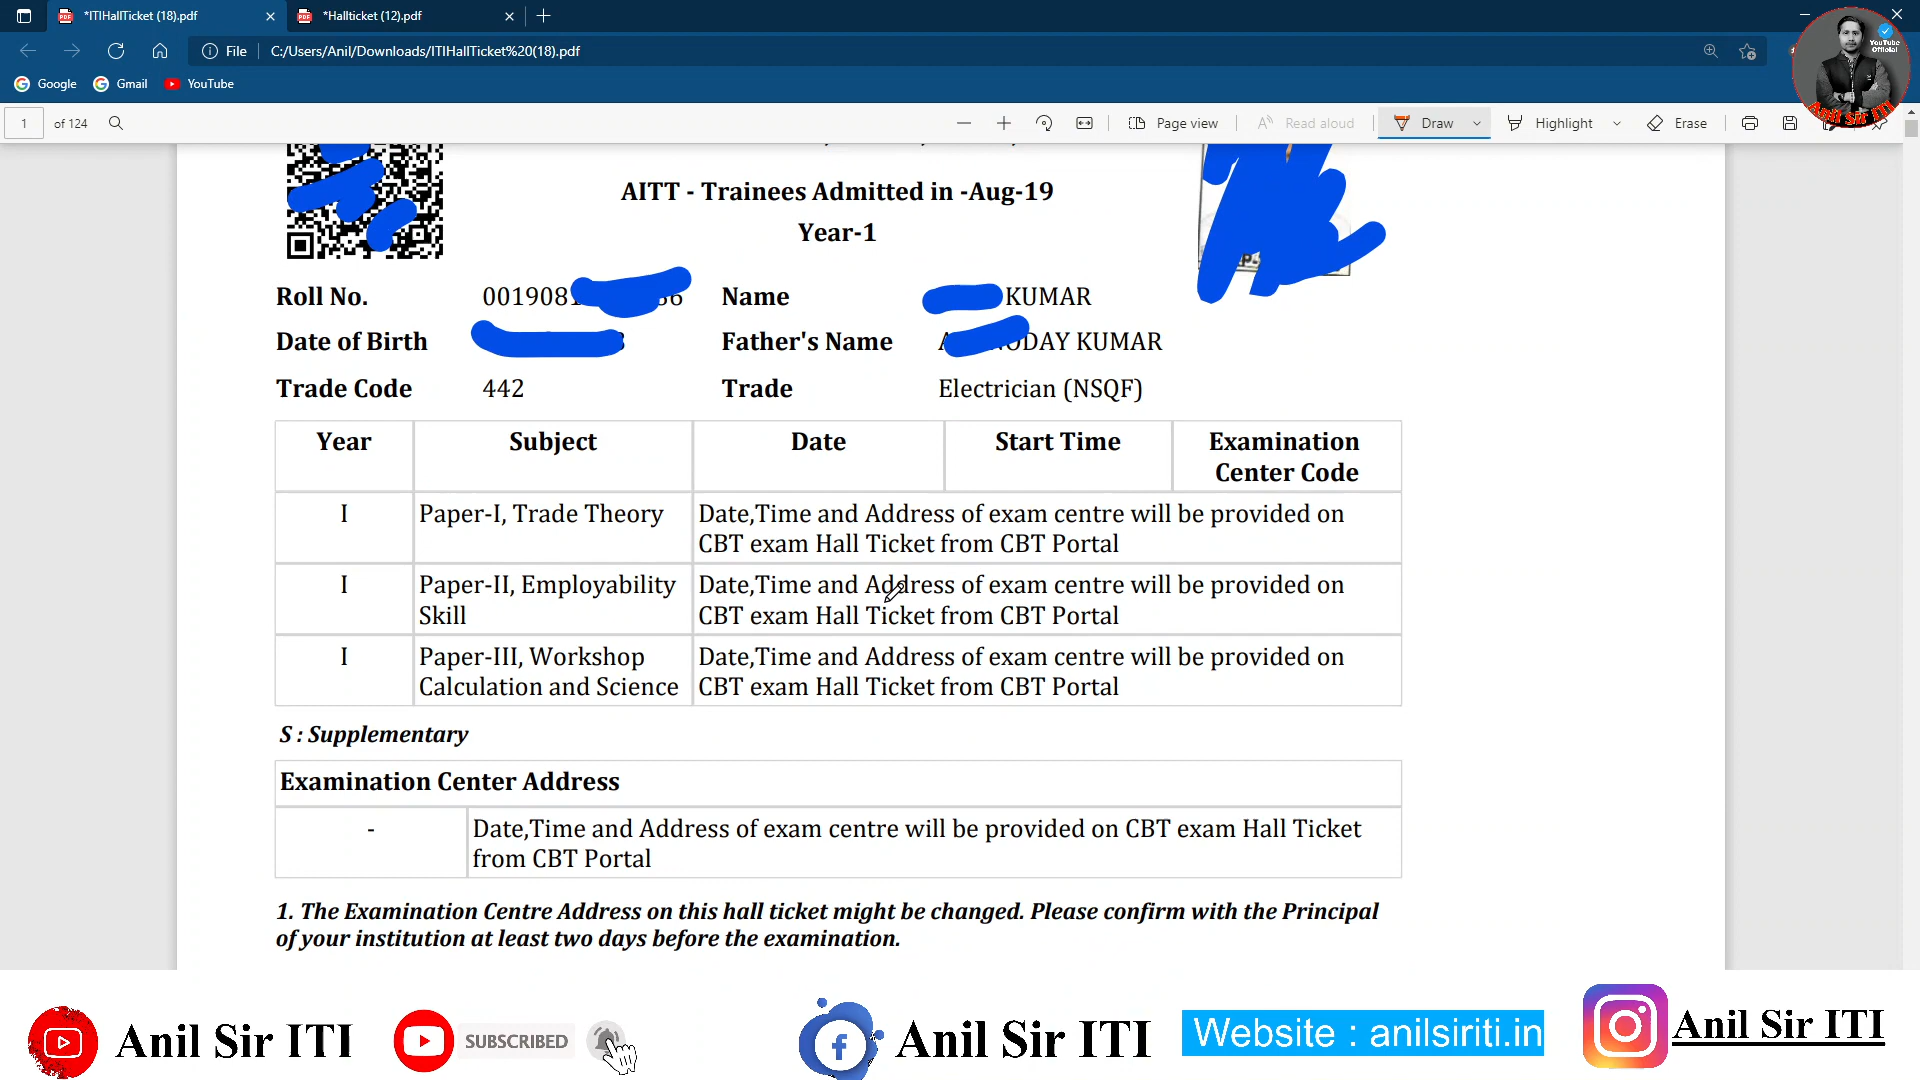 *ITIHallTicket (18).pdf
*Hallticket (12).pdf
File C:/Users/Anil/Downloads/ITIHallTicket%20(18).pdf
Google Gmail YouTube
YouTube Official
Anil Sir ITI
1 of 124 Page view Read aloud Draw Highlight Erase
AITT - Trainees Admitted in -Aug-19
Year-1
Roll No. Name KUMAR
Date of Birth Father's Name KUMAR
Trade Code 442 Trade Electrician (NSQF)
Year Subject Date Start Time Examination
Center Code
I Paper-I, Trade Theory Date,Time and Address of exam centre will be provided on
CBT exam Hall Ticket from CBT Portal
I Paper-II, Employability Date,Time and Address of exam centre will be provided on
Skill CBT exam Hall Ticket from CBT Portal
I Paper-III, Workshop Date,Time and Address of exam centre will be provided on
Calculation and Science CBT exam Hall Ticket from CBT Portal
S : Supplementary
Examination Center Address
- Date,Time and Address of exam centre will be provided on CBT exam Hall Ticket
from CBT Portal
1. The Examination Centre Address on this hall ticket might be changed. Please confirm with the Principal
of your institution at least two days before the examination.
Anil Sir ITI SUBSCRIBED Anil Sir ITI Website : anilsiriti.in Anil Sir ITI